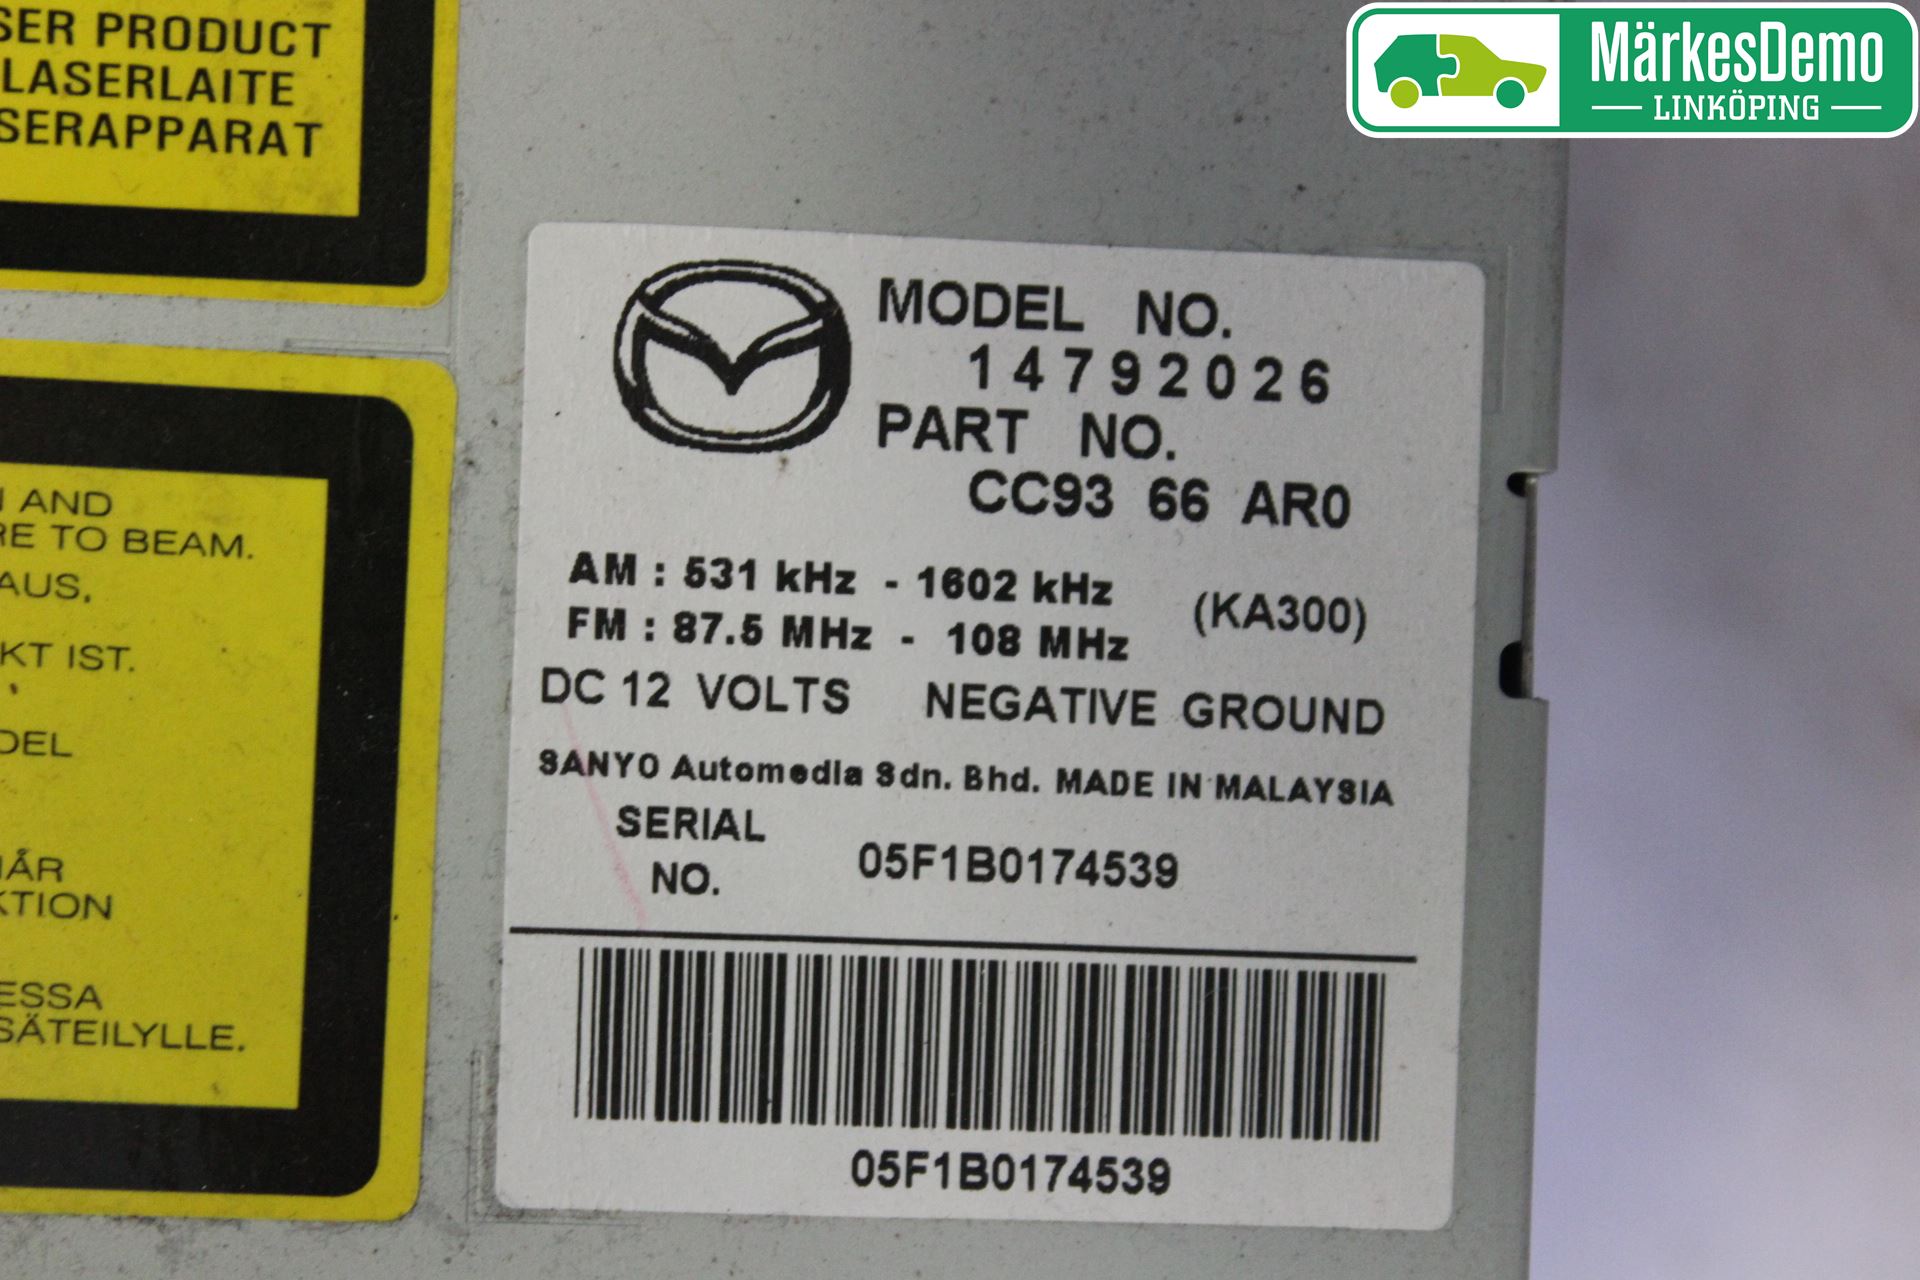 SER PRODUCT
LASERLAITE
SERAPPARAT
AND
RE TO BEAM.
AUS,
KT IST.
DEL
ÅR
KTION
ESSA
SÄTEILYLLE.
MODEL NO.
14792026
PART NO.
CC93 66 AR0
AM : 531 kHz - 1602 kHz
(KA300)
FM : 87.5 MHz - 108 MHz
DC 12 VOLTS NEGATIVE GROUND
SANYO Automedia Sdn. Bhd. MADE IN MALAYSIA
SERIAL
NO.
05F1B0174539
05F1B0174539
MärkesDemo
LINKÖPING